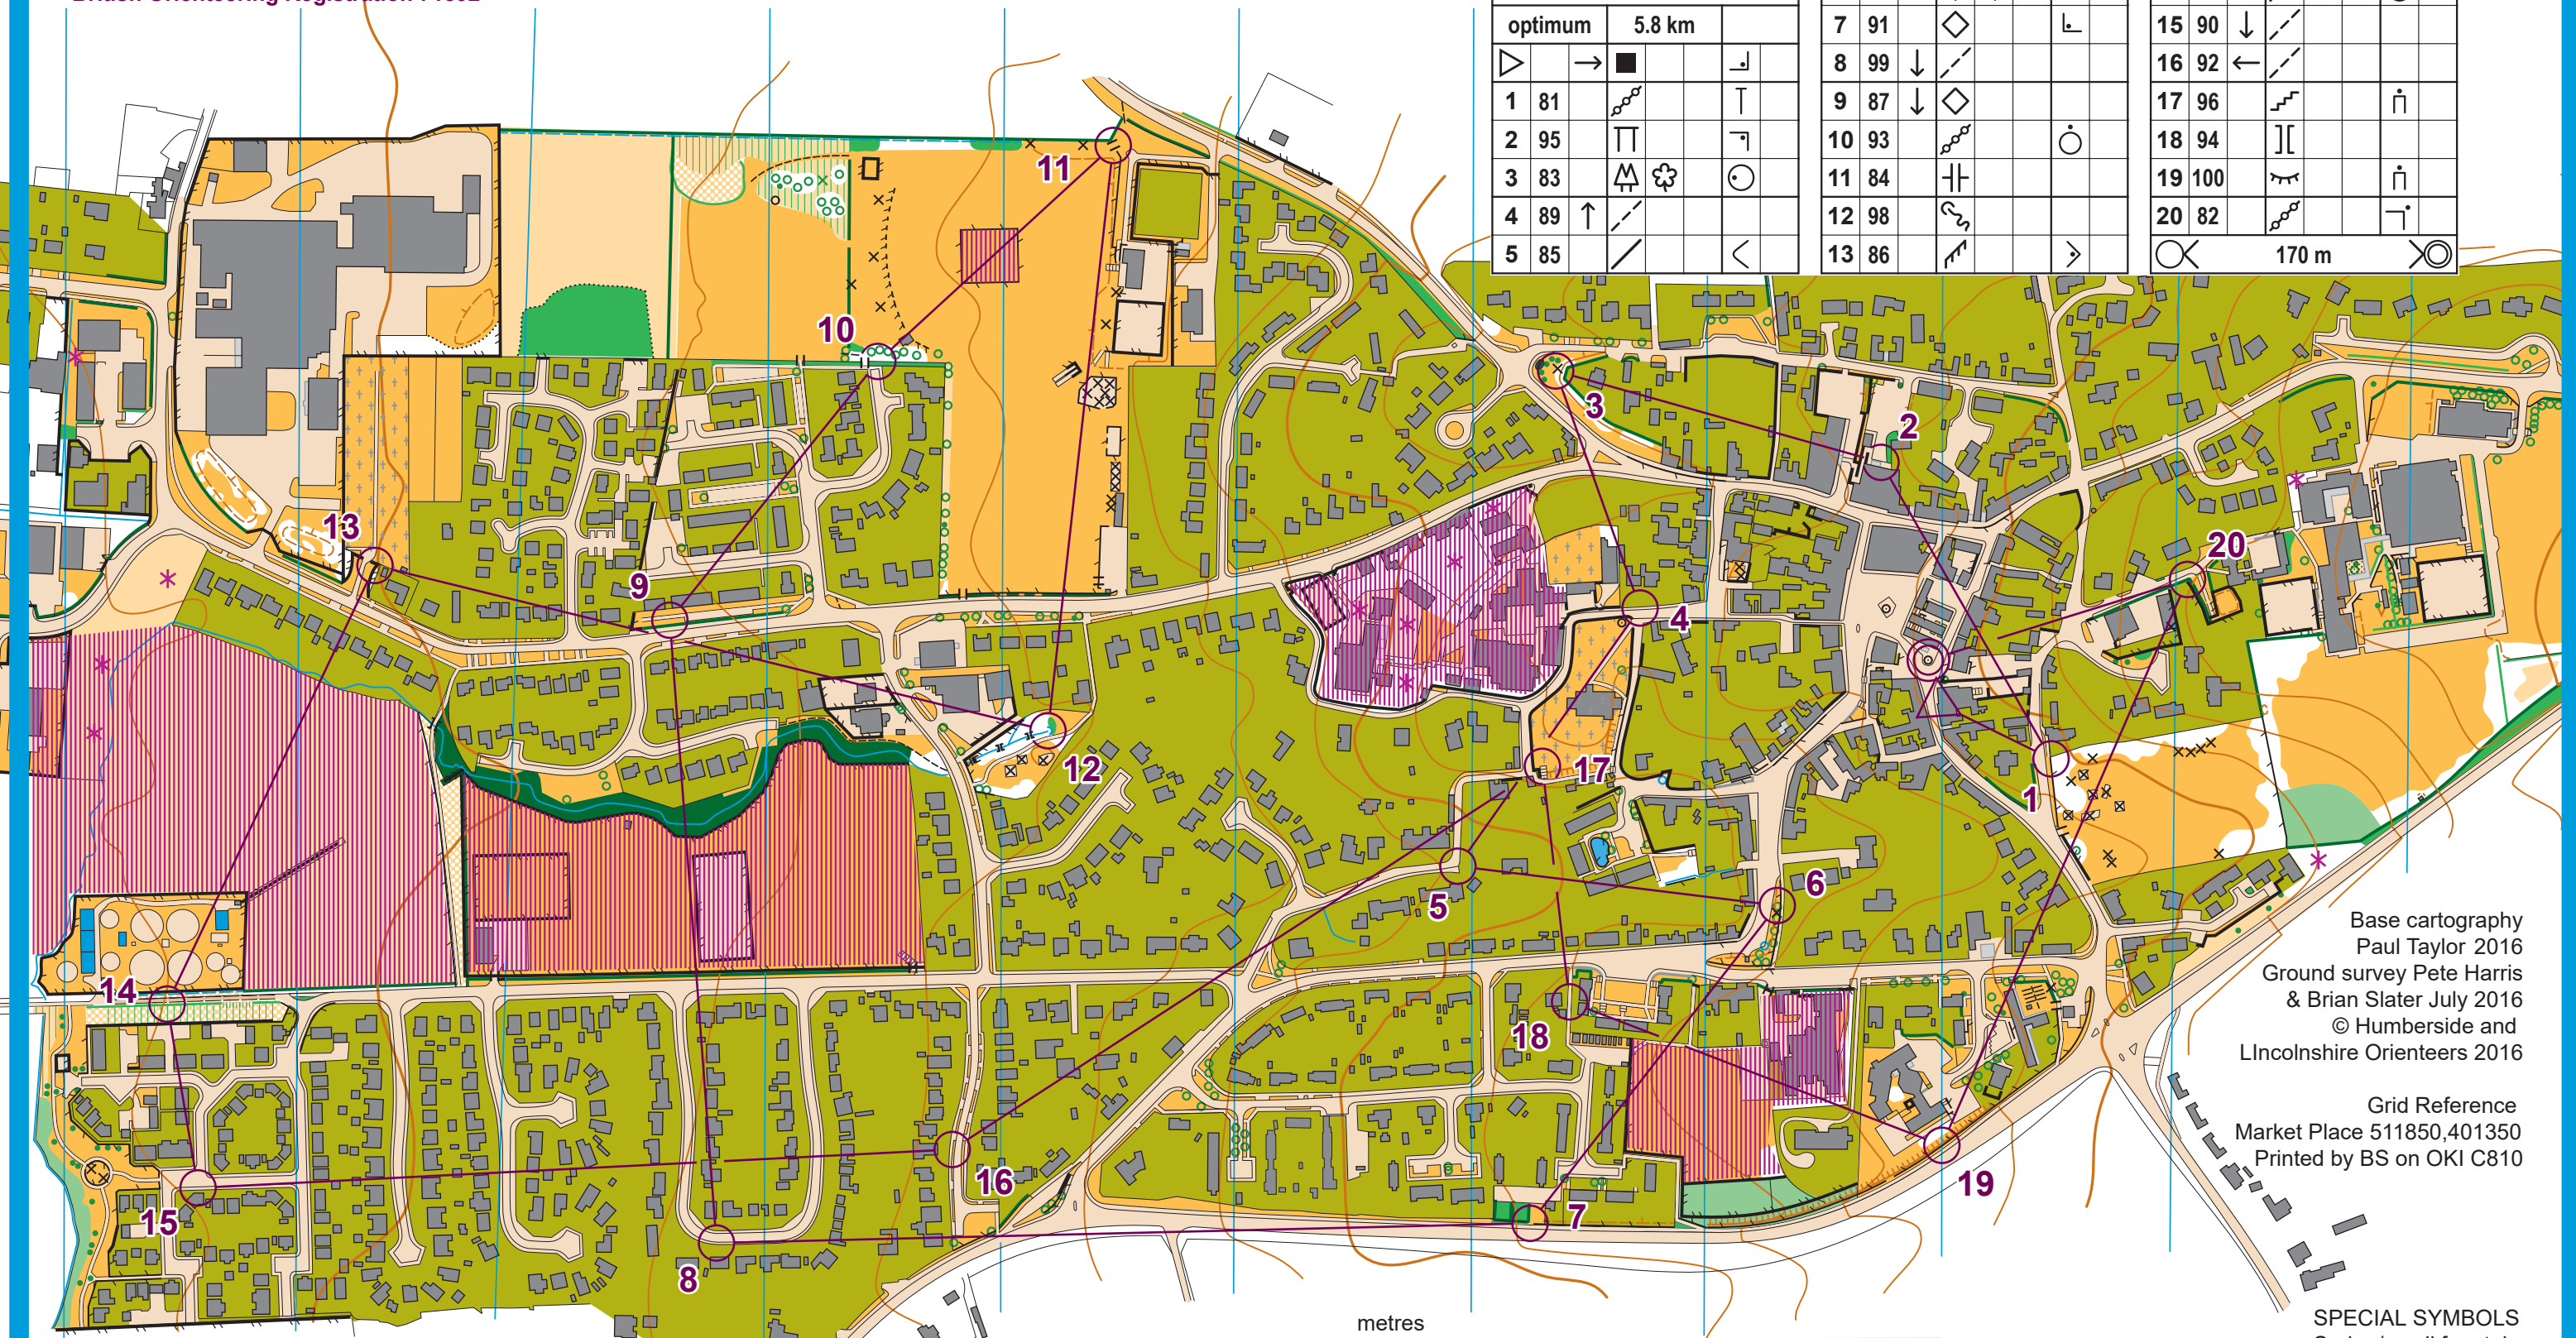 optimum 5.8 km
1 81
2 95
3 83
4 89
5 85
7 91
8 99
9 87
10 93
11 84
12 98
13 86
15 90
16 92
17 96
18 94
19 100
20 82
170 m
11
10
3
2
13
9
4
20
12
17
1
5
6
14
18
16
15
7
19
8
Base cartography
Paul Taylor 2016
Ground survey Pete Harris
& Brian Slater July 2016
© Humberside and
LIncolnshire Orienteers 2016
Grid Reference
Market Place 511850,401350
Printed by BS on OKI C810
metres
SPECIAL SYMBOLS